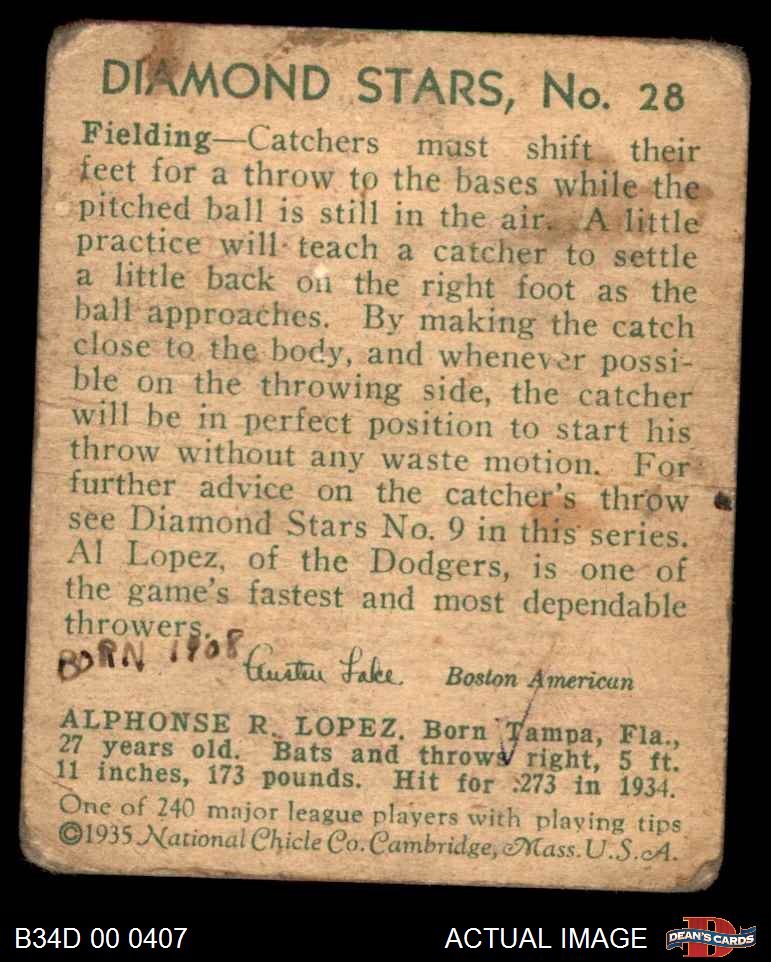 DIAMOND STARS, No. 28
Fielding—Catchers must shift their
feet for a throw to the bases while the
pitched ball is still in the air. A little
practice will teach a catcher to settle
a little back on the right foot as the
ball approaches. By making the catch
close to the body, and whenever possi-
ble on the throwing side, the catcher
will be in perfect position to start his
throw without any waste motion. For
further advice on the catcher's throw
see Diamond Stars No. 9 in this series.
Al Lopez, of the Dodgers, is one of
the game's fastest and most dependable
throwers.
BORN 1908
Austen Lake. Boston American
ALPHONSE R. LOPEZ. Born Tampa, Fla.,
27 years old. Bats and throws right, 5 ft.
11 inches, 173 pounds. Hit for .273 in 1934.
One of 240 major league players with playing tips
©1935 National Chicle Co. Cambridge, Mass. U.S.A.
B34D 00 0407
ACTUAL IMAGE
DEAN'S CARDS